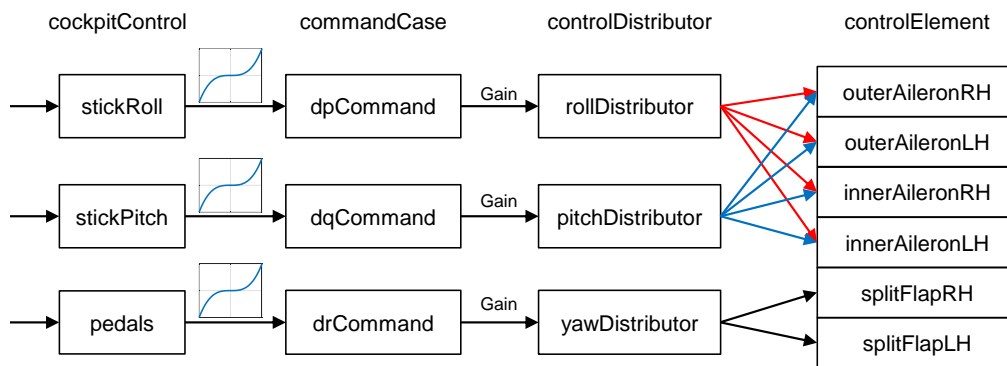 cockpitControl commandCase controlDistributor controlElement
stickRoll dpCommand Gain rollDistributor outerAileronRH
outerAileronLH
innerAileronRH
stickPitch dqCommand Gain pitchDistributor
innerAileronLH
splitFlapRH
pedals drCommand Gain yawDistributor
splitFlapLH